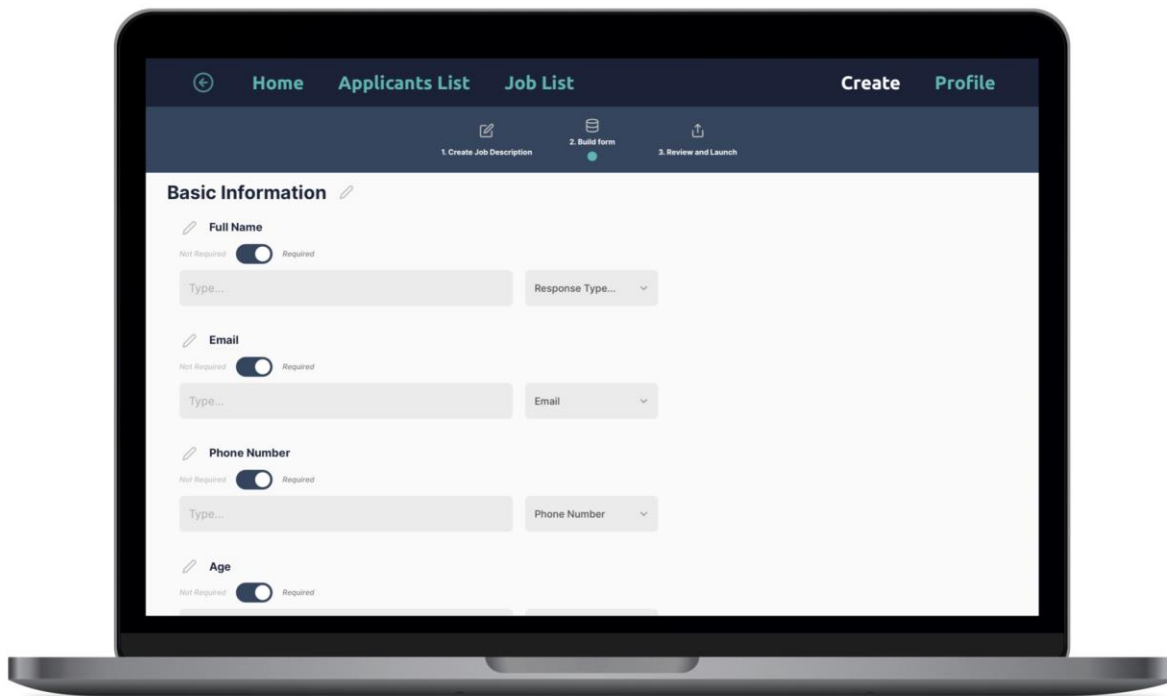 Home Applicants List Job List Create Profile
1. Create Job Description 2. Build form 3. Review and Launch
Basic Information
Full Name
Not Required Required
Type... Response Type...
Email
Not Required Required
Type... Email
Phone Number
Not Required Required
Type... Phone Number
Age
Not Required Required